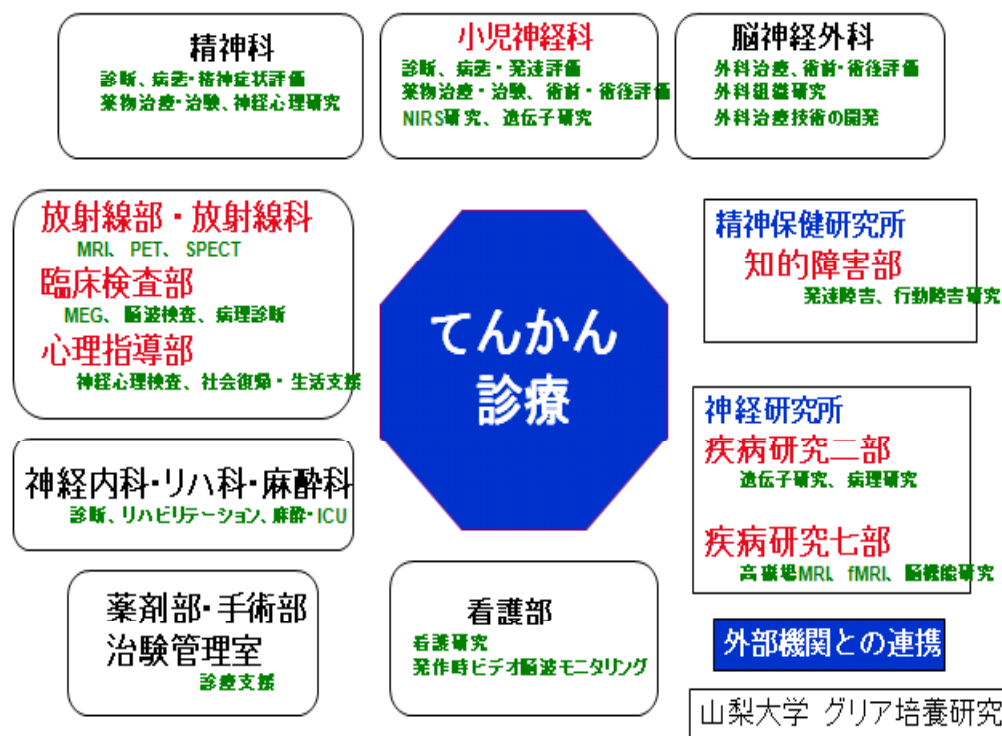 精神科
診断、病態・精神症状評価
薬物治療・治験、神経心理研究
小児神経科
診断、病態・発達評価
薬物治療・治験、術前・術後評価
NIRS研究、遺伝子研究
脳神経外科
外科治療、術前・術後評価
外科組織研究
外科治療技術の開発
放射線部・放射線科
MRI、PET、SPECT
臨床検査部
MEG、脳波検査、病理診断
心理指導部
神経心理検査、社会復帰・生活支援
てんかん
診療
精神保健研究所
知的障害部
発達障害、行動障害研究
神経研究所
疾病研究二部
遺伝子研究、病理研究
疾病研究七部
高磁場MRI、fMRI、脳機能研究
神経内科・リハ科・麻酔科
診断、リハビリテーション、麻酔・ICU
薬剤部・手術部
治験管理室
診療支援
看護部
看護研究
発作時ビデオ脳波モニタリング
外部機関との連携
山梨大学 グリア培養研究